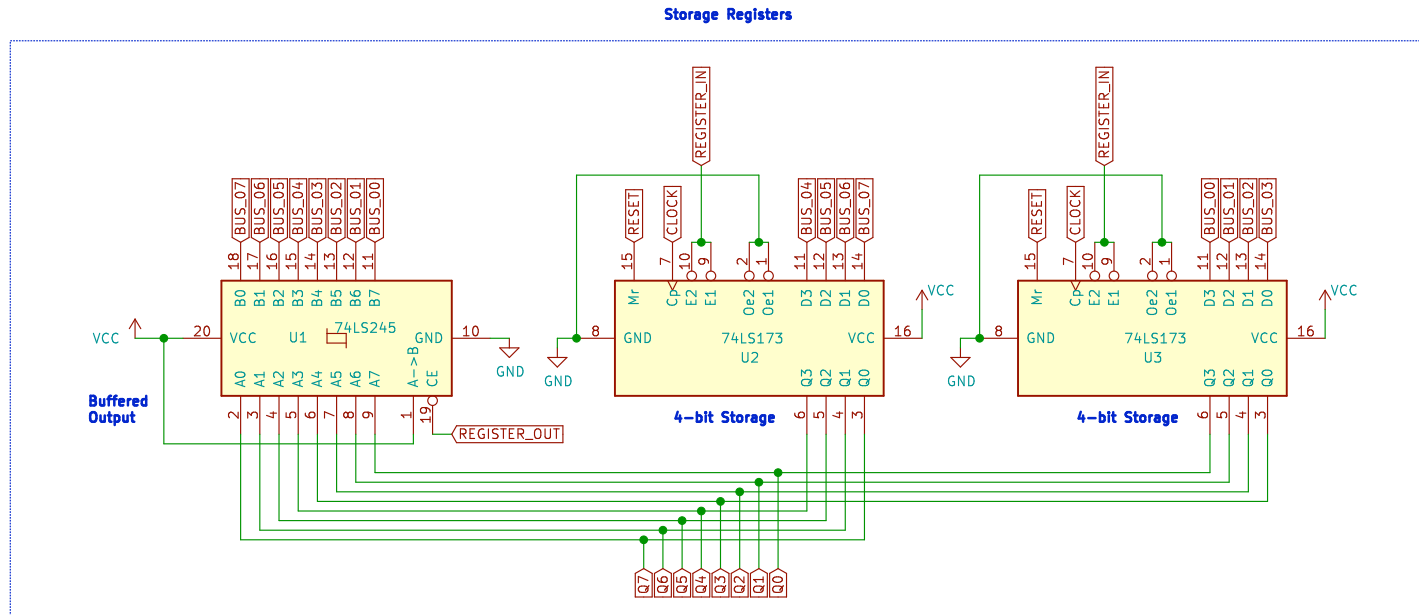 Storage Registers
REGISTER_IN
REGISTER_IN
BUS_07
BUS_06
BUS_05
BUS_04
BUS_03
BUS_02
BUS_01
BUS_00
RESET
CLOCK
BUS_04
BUS_05
BUS_06
BUS_07
RESET
CLOCK
BUS_00
BUS_01
BUS_02
BUS_03
18
17
16
15
14
13
12
11
15
7
10
9
2
1
11
12
13
14
15
7
10
9
2
1
11
12
13
14
B0
B1
B2
B3
B4
B5
B6
B7
Mr
Cp
E2
E1
Oe2
Oe1
D3
D2
D1
D0
Mr
Cp
E2
E1
Oe2
Oe1
D3
D2
D1
D0
VCC
20
VCC
U1
74LS245
GND
10
GND
8
GND
GND
74LS173
U2
VCC
16
VCC
8
GND
GND
74LS173
U3
VCC
16
VCC
A0
A1
A2
A3
A4
A5
A6
A7
A->B
CE
Q3
Q2
Q1
Q0
Q3
Q2
Q1
Q0
2
3
4
5
6
7
8
9
1
19
6
5
4
3
6
5
4
3
Buffered
Output
4-bit Storage
4-bit Storage
REGISTER_OUT
Q7
Q6
Q5
Q4
Q3
Q2
Q1
Q0